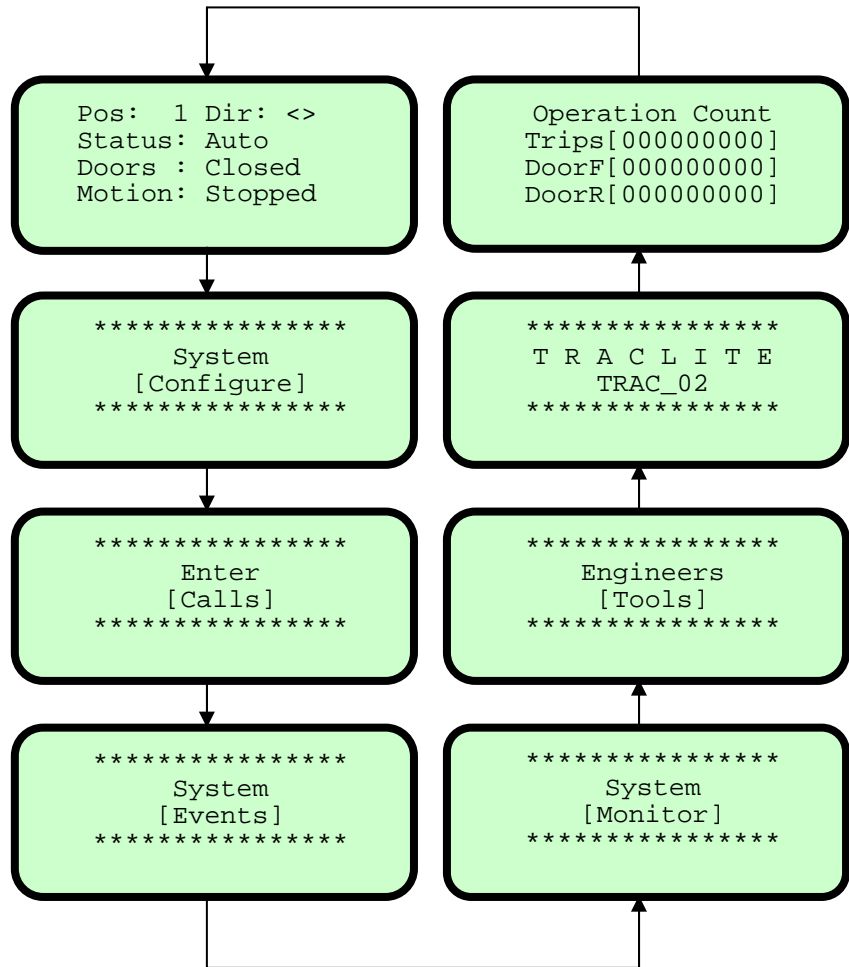 Pos:  1 Dir: <>
Status: Auto
Doors : Closed
Motion: Stopped
****************
System
[Configure]
****************
****************
Enter
[Calls]
****************
****************
System
[Events]
****************
Operation Count
Trips[000000000]
DoorF[000000000]
DoorR[000000000]
****************
T R A C L I T E
TRAC_02
****************
****************
Engineers
[Tools]
****************
****************
System
[Monitor]
****************